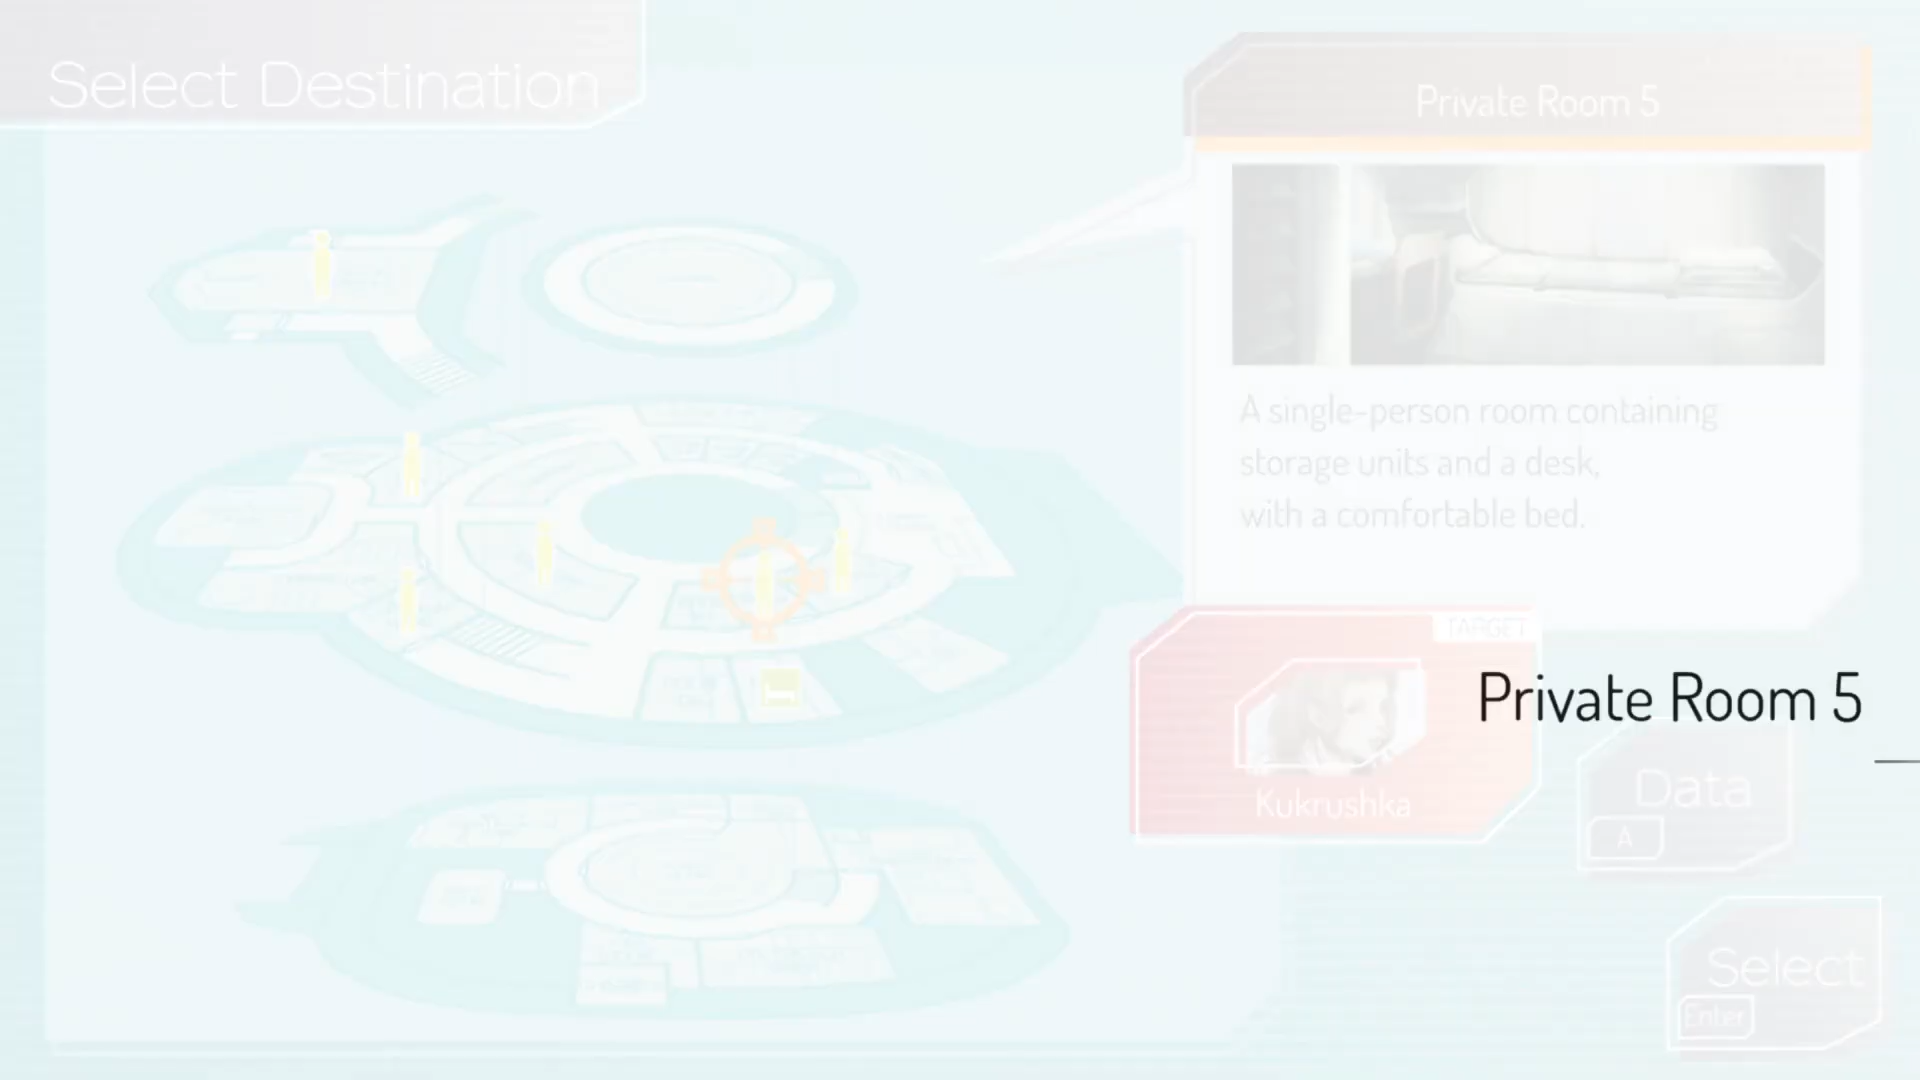 Select Destination
Private Room 5
A single-person room containing
storage units and a desk,
with a comfortable bed.
TARGET
Kukrushka
Private Room 5
Data
A
Select
Enter